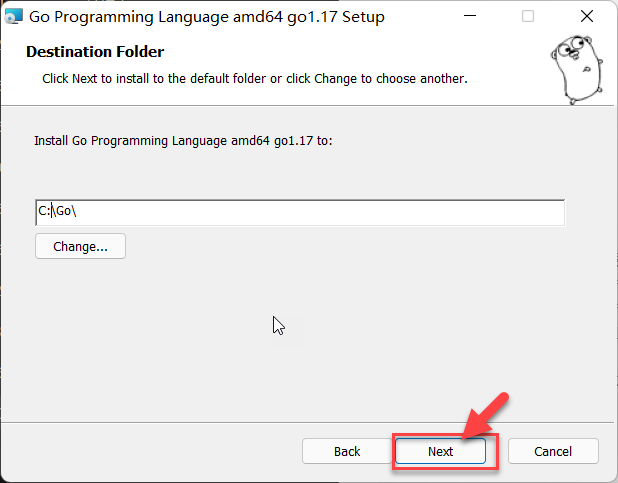 Go Programming Language amd64 go1.17 Setup
Destination Folder
Click Next to install to the default folder or click Change to choose another.
Install Go Programming Language amd64 go1.17 to:
C:\Go\
Change...
Back
Next
Cancel